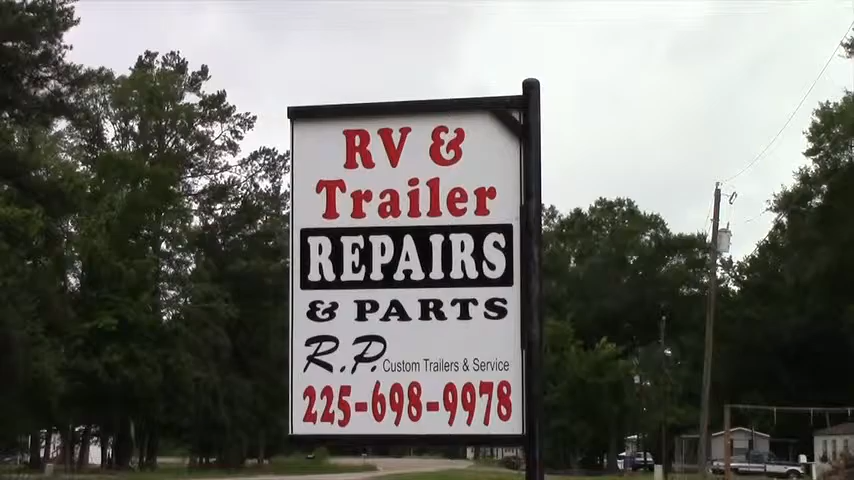 RV &
Trailer
REPAIRS
& PARTS
R.P. Custom Trailers & Service
225-698-9978